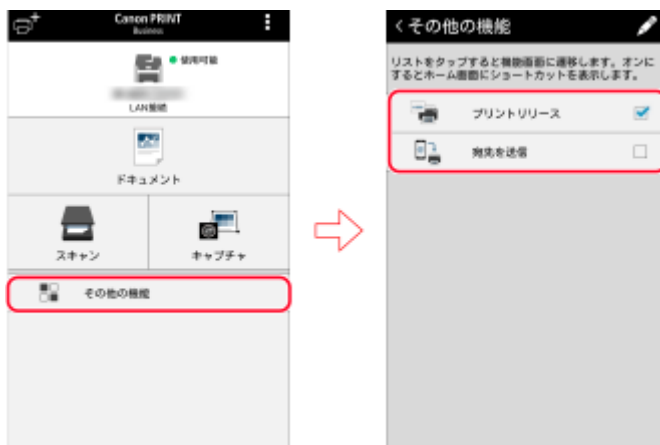 Canon PRINT
Business
使用可能
LAN接続
ドキュメント
スキャン
キャプチャ
その他の機能
その他の機能
リストをタップすると機能画面に遷移します。オンに
するとホーム画面にショートカットを表示します。
プリントリリース
宛先を送信